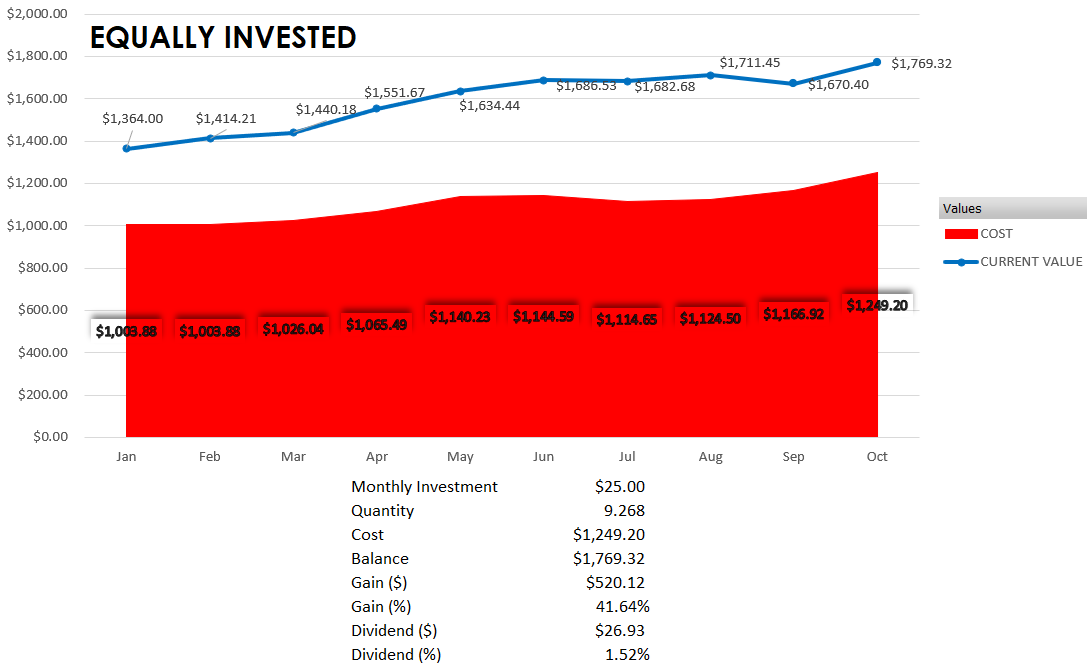 EQUALLY INVESTED
$2,000.00
$1,800.00
$1,600.00
$1,400.00
$1,200.00
$1,000.00
$800.00
$600.00
$400.00
$200.00
$0.00
$1,364.00
$1,414.21
$1,440.18
$1,551.67
$1,634.44
$1,686.53
$1,682.68
$1,711.45
$1,670.40
$1,769.32
$1,003.88
$1,003.88
$1,026.04
$1,065.49
$1,140.23
$1,144.59
$1,114.65
$1,124.50
$1,166.92
$1,249.20
Jan Feb Mar Apr May Jun Jul Aug Sep Oct
Values
COST
CURRENT VALUE
Monthly Investment $25.00
Quantity 9.268
Cost $1,249.20
Balance $1,769.32
Gain ($) $520.12
Gain (%) 41.64%
Dividend ($) $26.93
Dividend (%) 1.52%